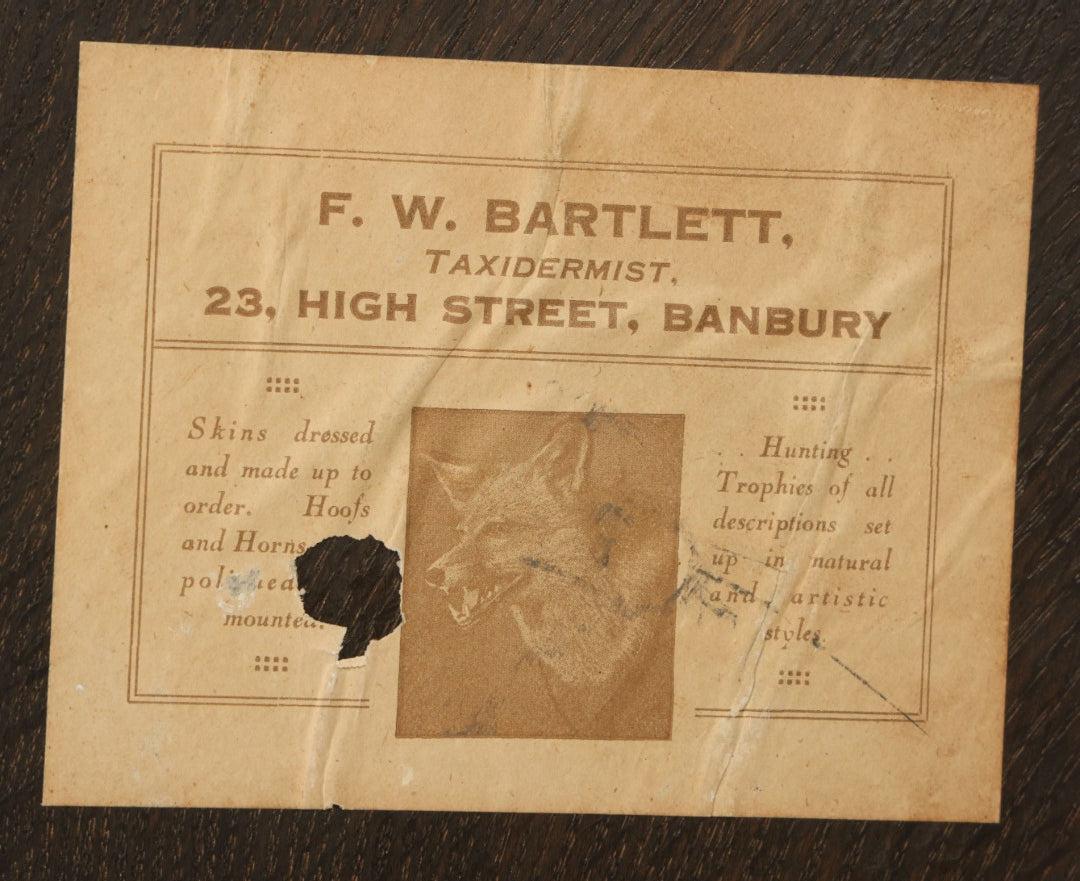 F. W. BARTLETT,
TAXIDERMIST,
23, HIGH STREET, BANBURY
Skins dressed
and made up to
order. Hoofs
and Horns
mounted.
. . Hunting . .
Trophies of all
descriptions set
up in natural
and artistic
styles.